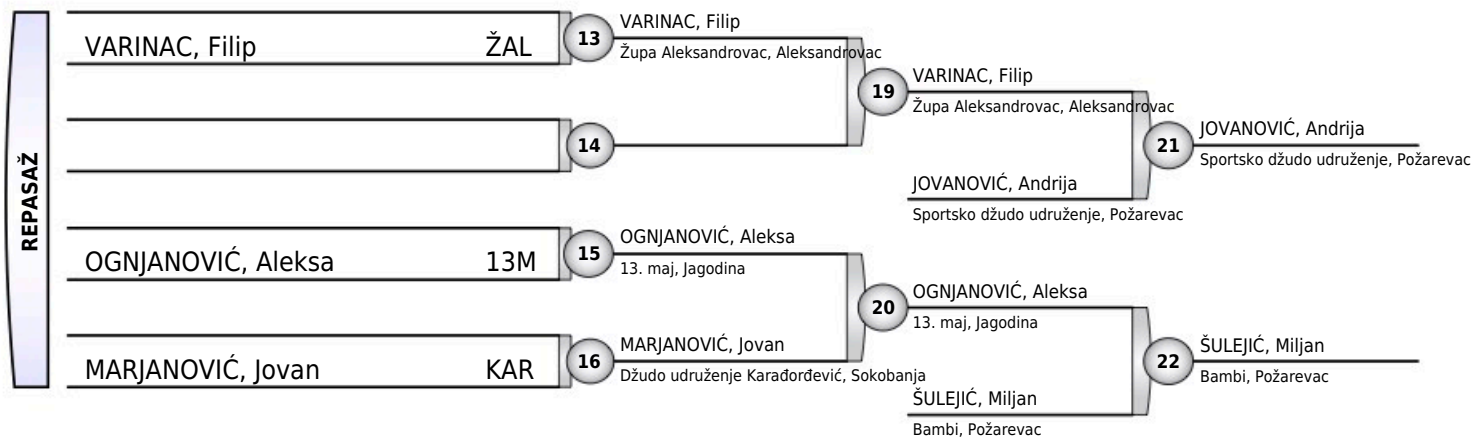 REPASAŽ
VARINAC, Filip ŽAL
13
VARINAC, Filip
Župa Aleksandrovac, Aleksandrovac
14
19
VARINAC, Filip
Župa Aleksandrovac, Aleksandrovac
JOVANOVIĆ, Andrija
Sportsko džudo udruženje, Požarevac
21
JOVANOVIĆ, Andrija
Sportsko džudo udruženje, Požarevac
OGNJANOVIĆ, Aleksa 13M
15
OGNJANOVIĆ, Aleksa
13. maj, Jagodina
MARJANOVIĆ, Jovan KAR
16
MARJANOVIĆ, Jovan
Džudo udruženje Karađorđević, Sokobanja
20
OGNJANOVIĆ, Aleksa
13. maj, Jagodina
ŠULEJIĆ, Miljan
Bambi, Požarevac
22
ŠULEJIĆ, Miljan
Bambi, Požarevac